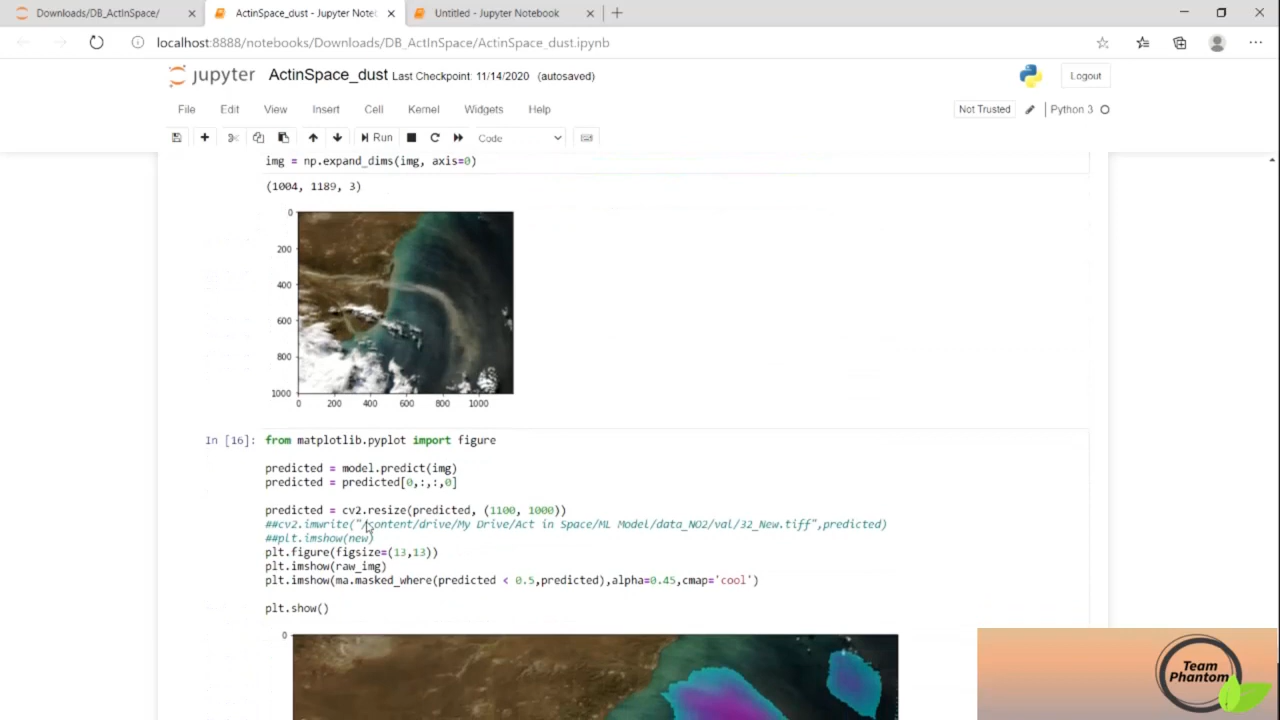 Downloads/DB_ActInSpace/
ActinSpace_dust - Jupyter Note
Untitled - Jupyter Notebook
localhost:8888/notebooks/Downloads/DB_ActInSpace/ActinSpace_dust.ipynb
jupyter ActinSpace_dust Last Checkpoint: 11/14/2020 (autosaved)
Logout
File Edit View Insert Cell Kernel Widgets Help
Not Trusted
Python 3
Run
Code
img = np.expand_dims(img, axis=0)
(1004, 1189, 3)
0
200
400
600
800
1000
0 200 400 600 800 1000
In [16]: from matplotlib.pyplot import figure
predicted = model.predict(img)
predicted = predicted[0,:,:,0]
predicted = cv2.resize(predicted, (1100, 1000))
##cv2.imwrite("/content/drive/My Drive/Act in Space/ML Model/data_NO2/val/32_New.tiff",predicted)
##plt.imshow(new)
plt.figure(figsize=(13,13))
plt.imshow(raw_img)
plt.imshow(ma.masked_where(predicted < 0.5,predicted),alpha=0.45,cmap='cool')
plt.show()
0
Team
Phantom